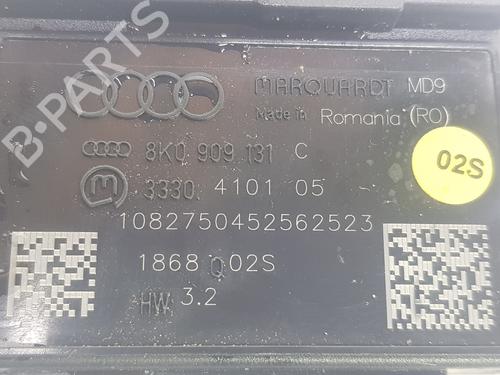 MARQUARDT MD9
Made in Romania (RO)
8K0 909 131 C
02S
3330. 4101 05
1082750452562523
1868 Q 02S
HW 3.2
B-PARTS